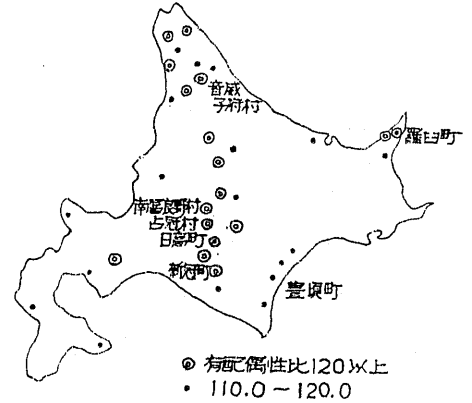 音威
子府村
羅臼町
南富良野村
占冠村
日高町
新冠町
豊頃町
◎ 有配偶性比120以上
• 110.0～120.0